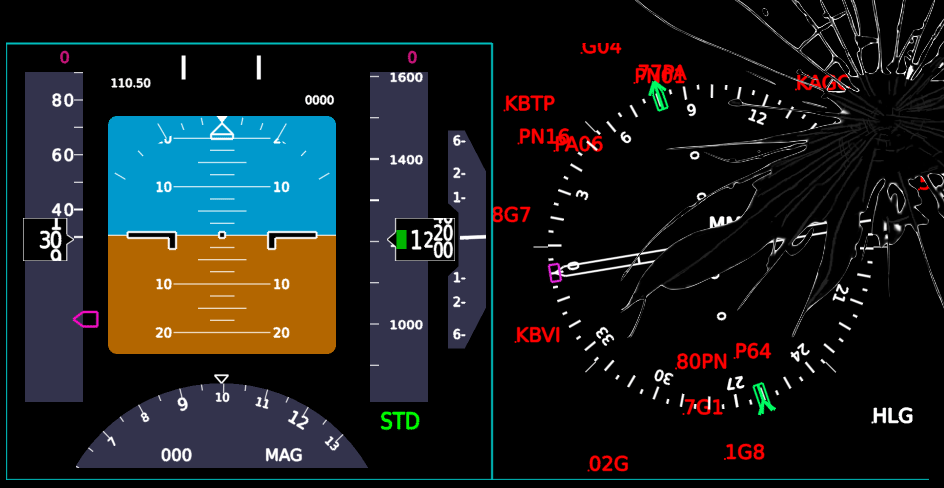 0
0
110.50
0000
80
60
40
30
1600
1400
1000
10
10
10
10
20
20
6-
2-
1-
1-
2-
6-
STD
7
8
9
10
11
12
13
000
MAG
.G04
PN01
KAGC
.KBTP
.PN16
PA06
8G7
.KBVI
.80PN
.P64
.7G1
.1G8
.02G
.HLG
0
3
6
9
12
21
24
27
30
33